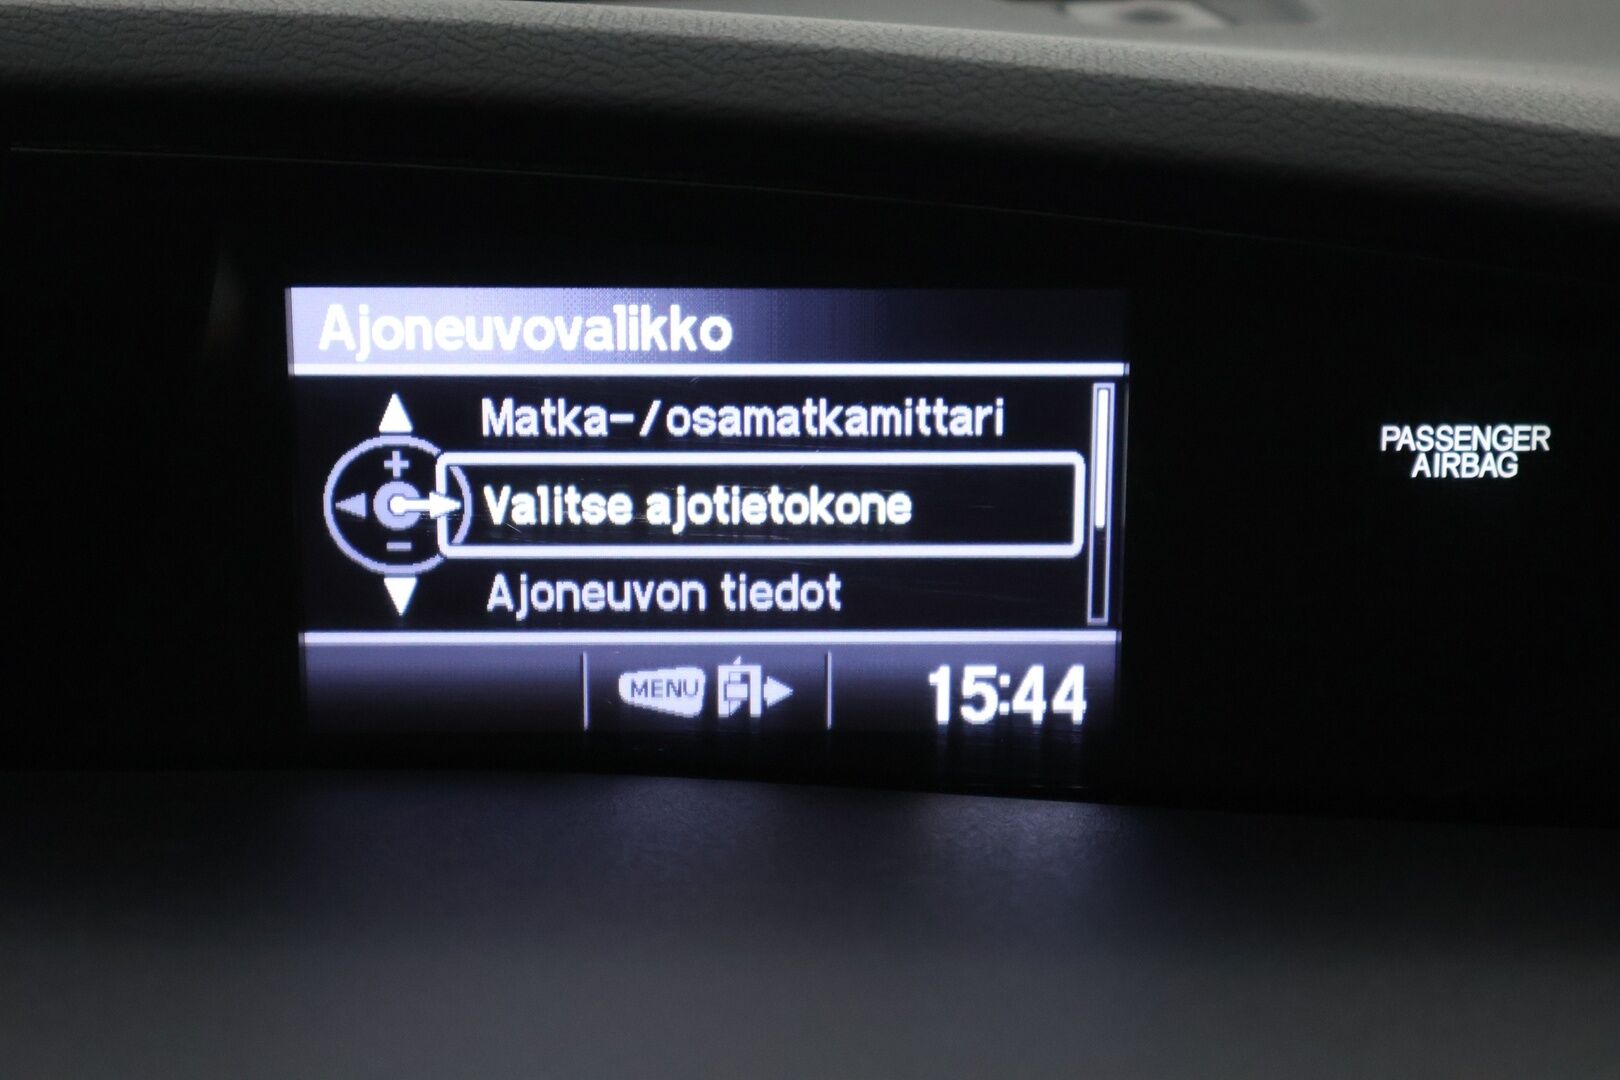 Ajoneuvovalikko
Matka-/osamatkamittari
Valitse ajotietokone
Ajoneuvon tiedot
MENU
15:44
PASSENGER
AIRBAG